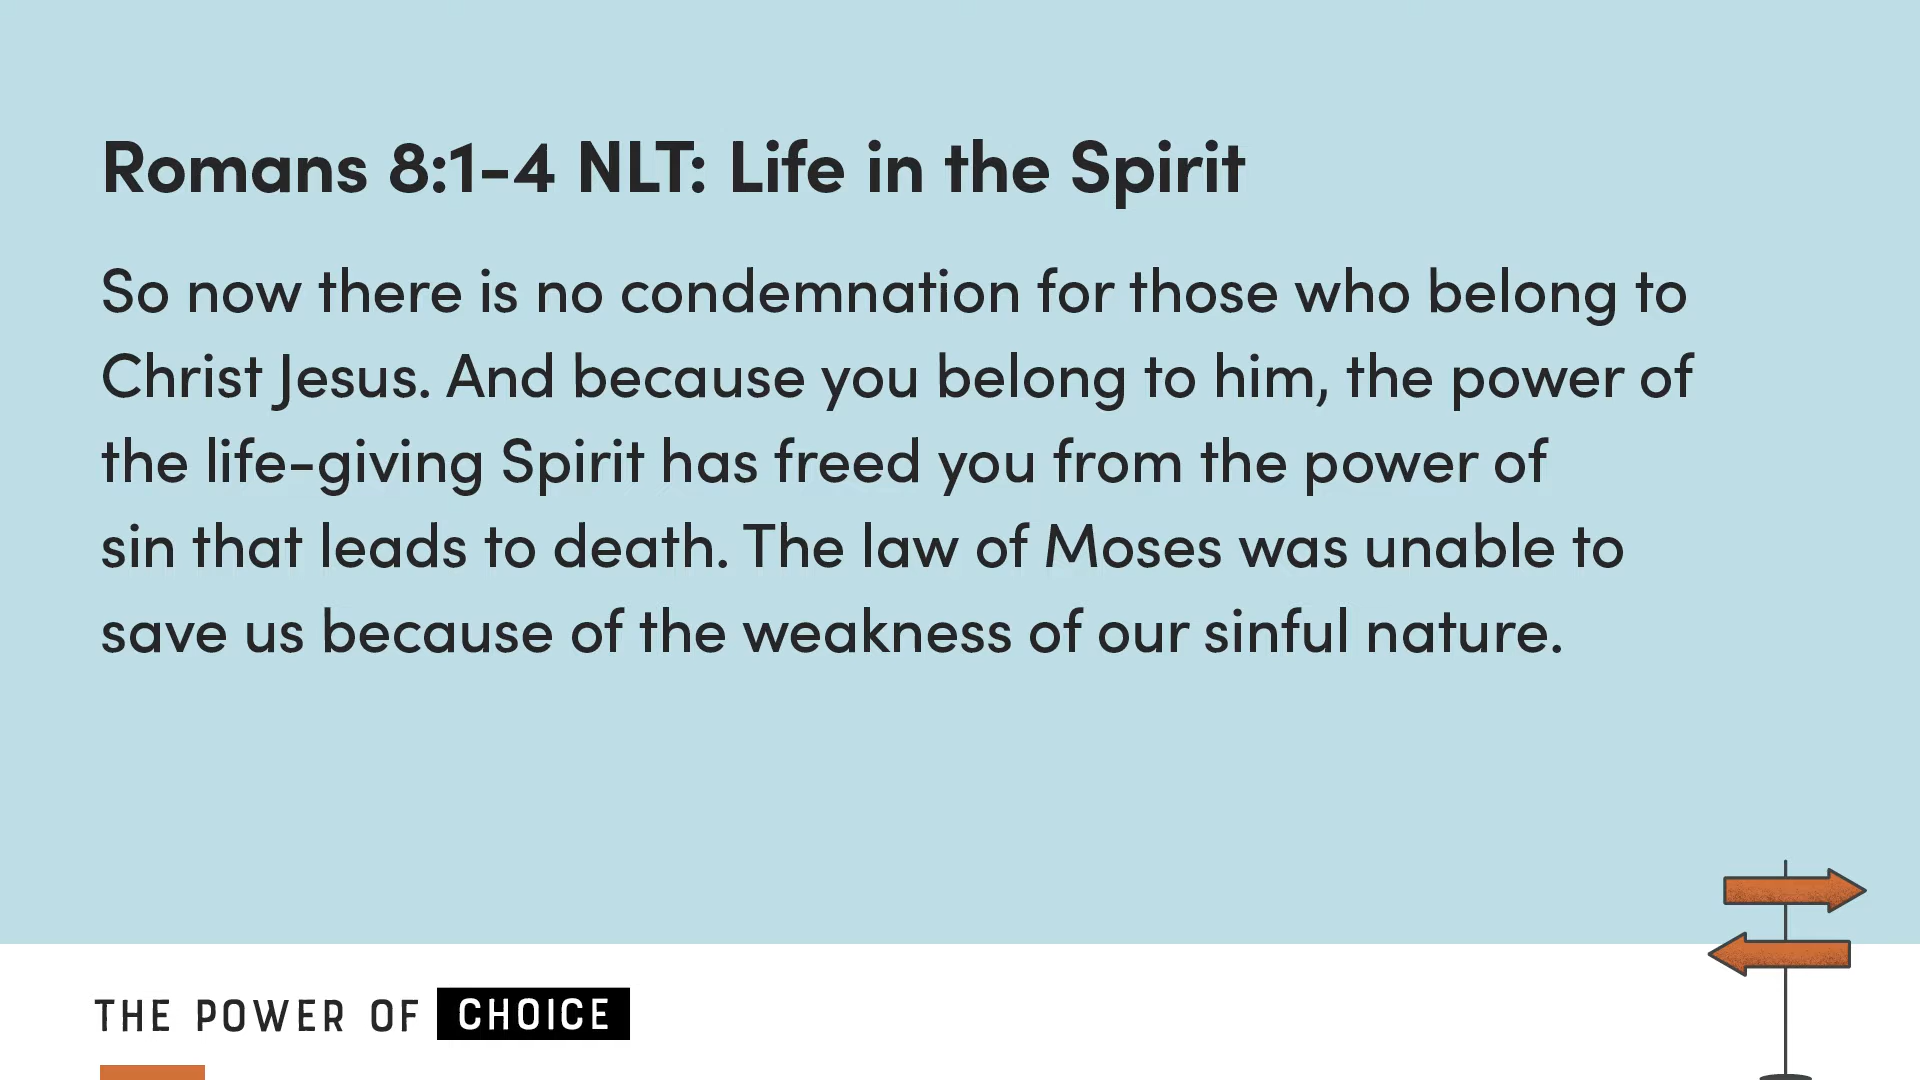 Romans 8:1-4 NLT: Life in the Spirit
So now there is no condemnation for those who belong to
Christ Jesus. And because you belong to him, the power of
the life-giving Spirit has freed you from the power of
sin that leads to death. The law of Moses was unable to
save us because of the weakness of our sinful nature.
THE POWER OF CHOICE